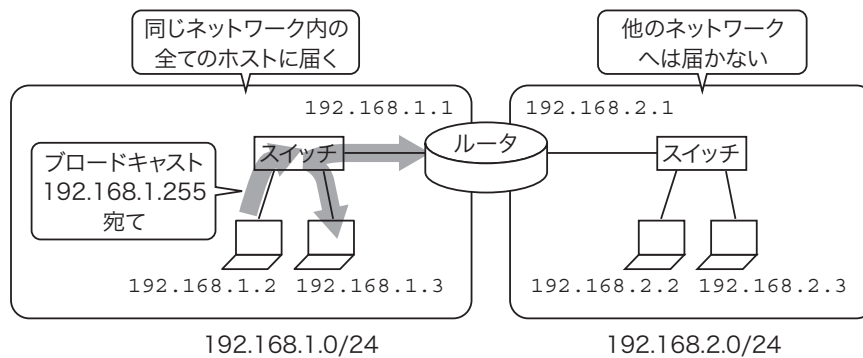 同じネットワーク内の
全てのホストに届く
他のネットワーク
へは届かない
192.168.1.1
192.168.2.1
ルータ
スイッチ
スイッチ
ブロードキャスト
192.168.1.255
宛て
192.168.1.2
192.168.1.3
192.168.2.2
192.168.2.3
192.168.1.0/24
192.168.2.0/24